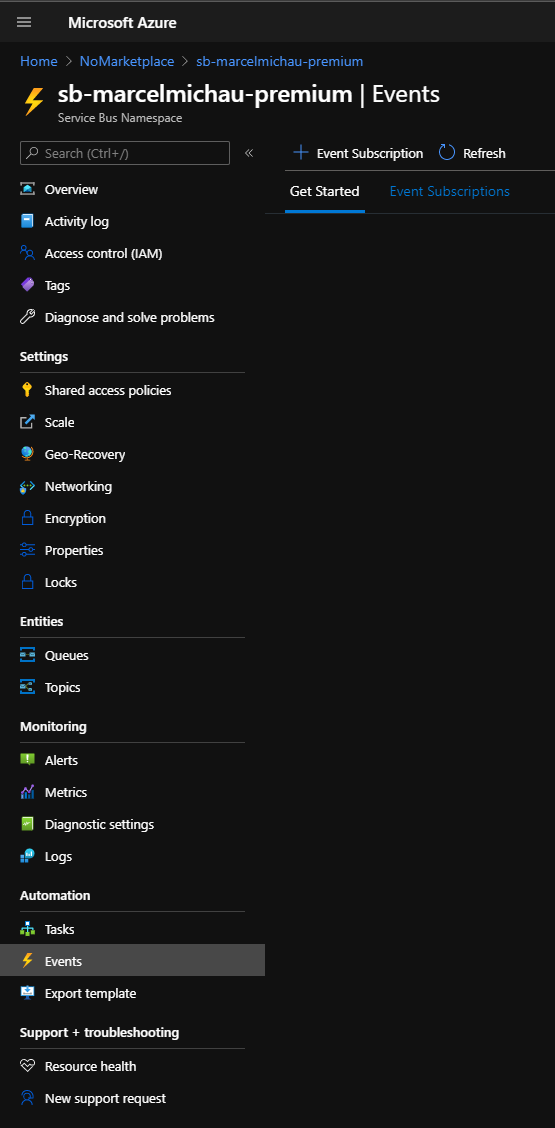 Microsoft Azure
Home > NoMarketplace > sb-marcelmichau-premium
sb-marcelmichau-premium | Events
Service Bus Namespace
Search (Ctrl+/)
«
Event Subscription
Refresh
Get Started
Event Subscriptions
Overview
Activity log
Access control (IAM)
Tags
Diagnose and solve problems
Settings
Shared access policies
Scale
Geo-Recovery
Networking
Encryption
Properties
Locks
Entities
Queues
Topics
Monitoring
Alerts
Metrics
Diagnostic settings
Logs
Automation
Tasks
Events
Export template
Support + troubleshooting
Resource health
New support request